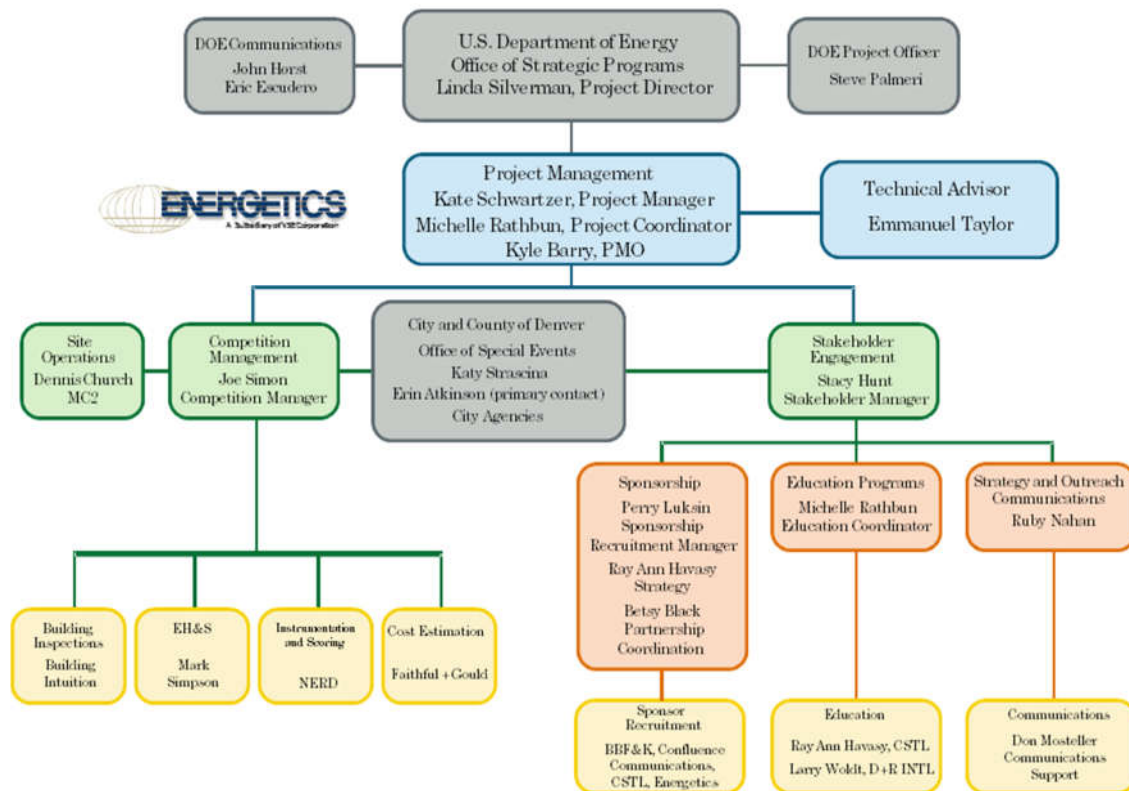 DOE Communications
John Horst
Eric Escudero
U.S. Department of Energy
Office of Strategic Programs
Linda Silverman, Project Director
DOE Project Officer
Steve Palmeri
ENERGETICS
A Subsidiary of VSE Corporation
Project Management
Kate Schwartzer, Project Manager
Michelle Rathbun, Project Coordinator
Kyle Barry, PMO
Technical Advisor
Emmanuel Taylor
Site
Operations
Dennis Church
MC2
Competition
Management
Joe Simon
Competition Manager
City and County of Denver
Office of Special Events
Katy Strascina
Erin Atkinson (primary contact)
City Agencies
Stakeholder
Engagement
Stacy Hunt
Stakeholder Manager
Sponsorship
Perry Luksin
Sponsorship
Recruitment Manager
Ray Ann Havasy
Strategy
Betsy Black
Partnership
Coordination
Education Programs
Michelle Rathbun
Education Coordinator
Strategy and Outreach
Communications
Ruby Nahan
Building
Inspections
Building
Intuition
EH&S
Mark
Simpson
Instrumentation
and Scoring
NERD
Cost Estimation
Faithful+Gould
Sponsor
Recruitment
BBF&K, Confluence
Communications,
CSTL, Energetics
Education
Ray Ann Havasy, CSTL
Larry Woldt, D+R INTL
Communications
Don Mosteller
Communications
Support